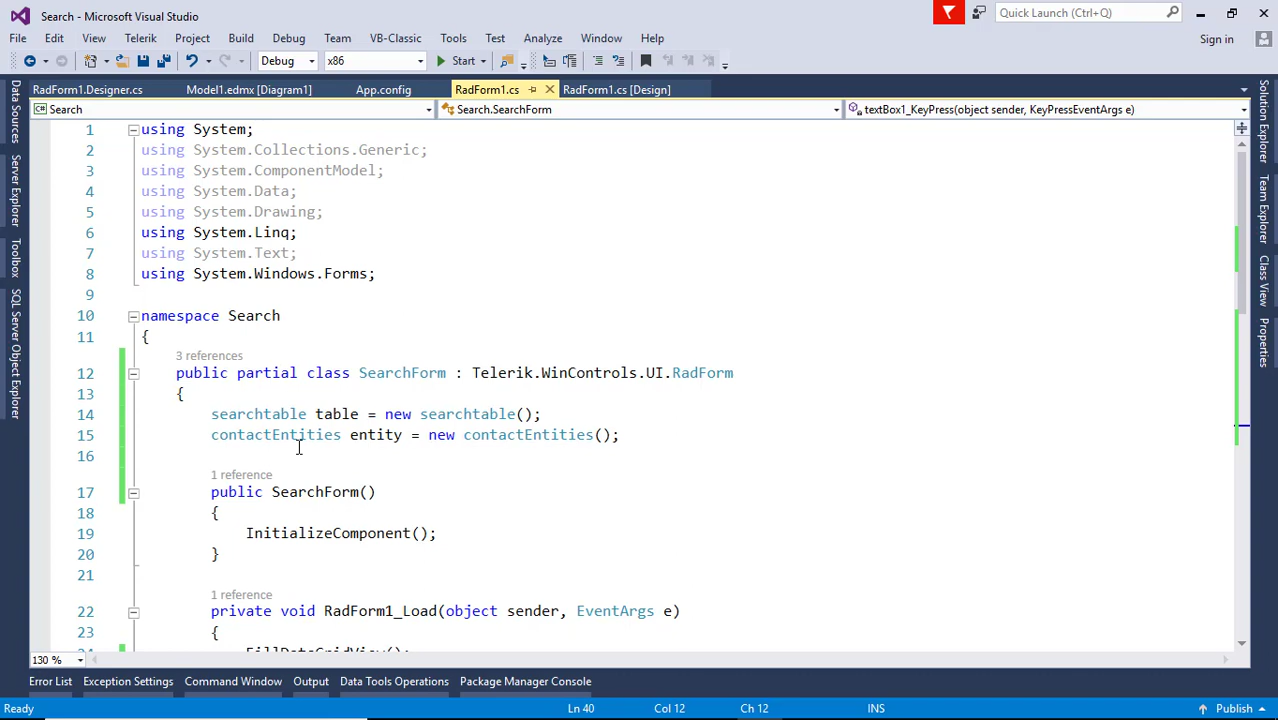 Search - Microsoft Visual Studio
Quick Launch (Ctrl+Q)
File Edit View Telerik Project Build Debug Team VB-Classic Tools Test Analyze Window Help
Sign in
Debug x86 Start
RadForm1.Designer.cs Model1.edmx [Diagram1] App.config RadForm1.cs RadForm1.cs [Design]
Search Search.SearchForm textBox1_KeyPress(object sender, KeyPressEventArgs e)
Data Sources
Server Explorer
Toolbox
SQL Server Object Explorer
1 using System;
2 using System.Collections.Generic;
3 using System.ComponentModel;
4 using System.Data;
5 using System.Drawing;
6 using System.Linq;
7 using System.Text;
8 using System.Windows.Forms;
9
10 namespace Search
11 {
3 references
12 public partial class SearchForm : Telerik.WinControls.UI.RadForm
13 {
14 searchtable table = new searchtable();
15 contactEntities entity = new contactEntities();
16
1 reference
17 public SearchForm()
18 {
19 InitializeComponent();
20 }
21
1 reference
22 private void RadForm1_Load(object sender, EventArgs e)
23 {
24 FillDataGridView();
Solution Explorer
Team Explorer
Class View
Properties
130 %
Error List Exception Settings Command Window Output Data Tools Operations Package Manager Console
Ready Ln 40 Col 12 Ch 12 INS Publish